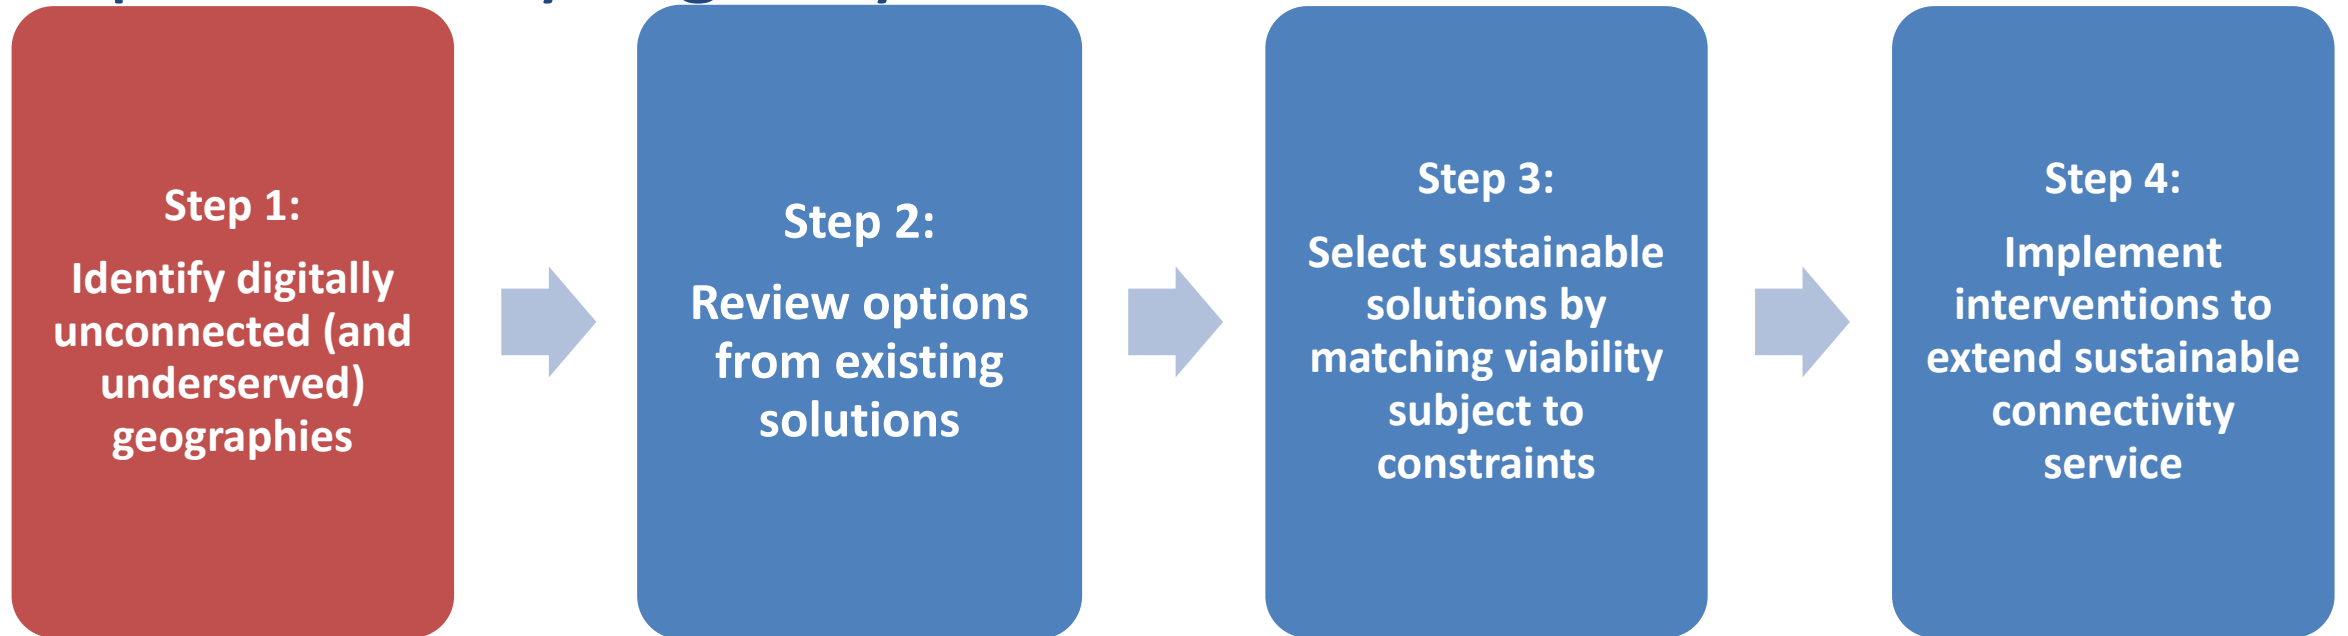 Step 1:
Identify digitally
unconnected (and
underserved)
geographies
Step 2:
Review options
from existing
solutions
Step 3:
Select sustainable
solutions by
matching viability
subject to
constraints
Step 4:
Implement
interventions to
extend sustainable
connectivity
service